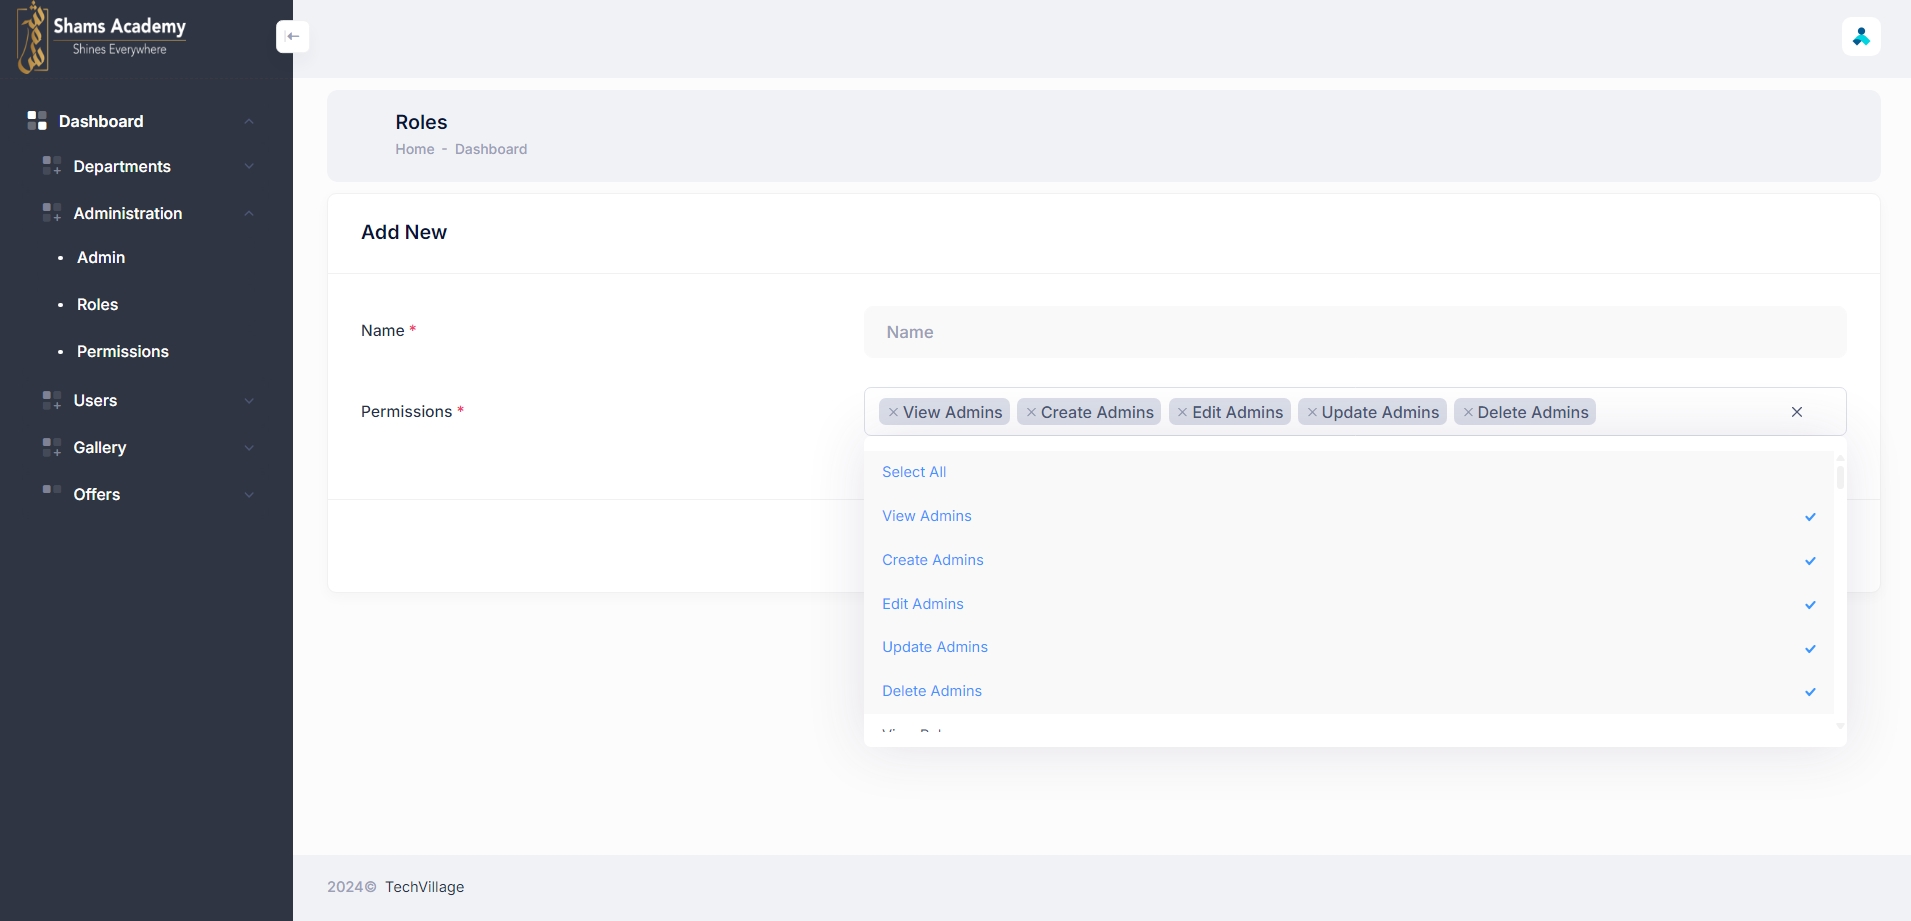 Shams Academy
Shines Everywhere
Dashboard
Departments
Administration
Admin
Roles
Permissions
Users
Gallery
Offers
Roles
Home - Dashboard
Add New
Name *
Name
Permissions *
× View Admins × Create Admins × Edit Admins × Update Admins × Delete Admins
Select All
View Admins
Create Admins
Edit Admins
Update Admins
Delete Admins
2024© TechVillage